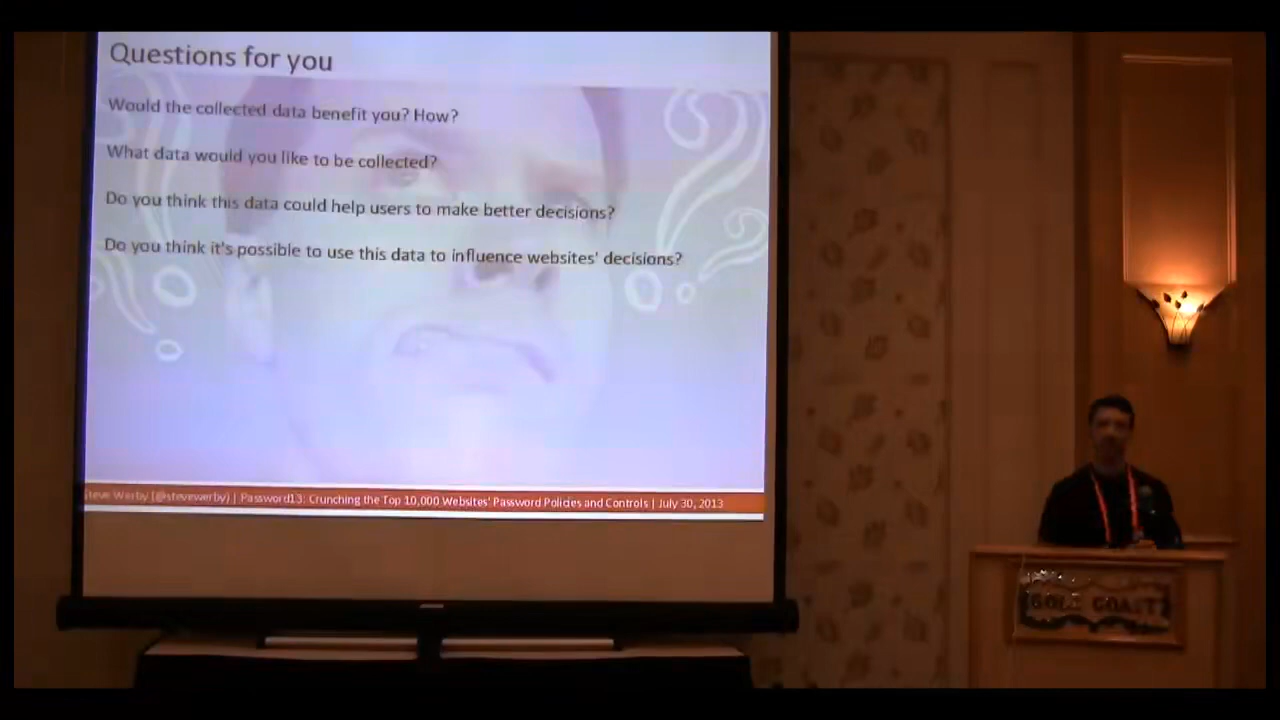 Questions for you
Would the collected data benefit you? How?
What data would you like to be collected?
Do you think this data could help users to make better decisions?
Do you think it's possible to use this data to influence websites' decisions?
Steve Werby (@stevewerby) | Password13: Crunching the Top 10,000 Websites' Password Policies and Controls | July 30, 2013
GOLD COAST